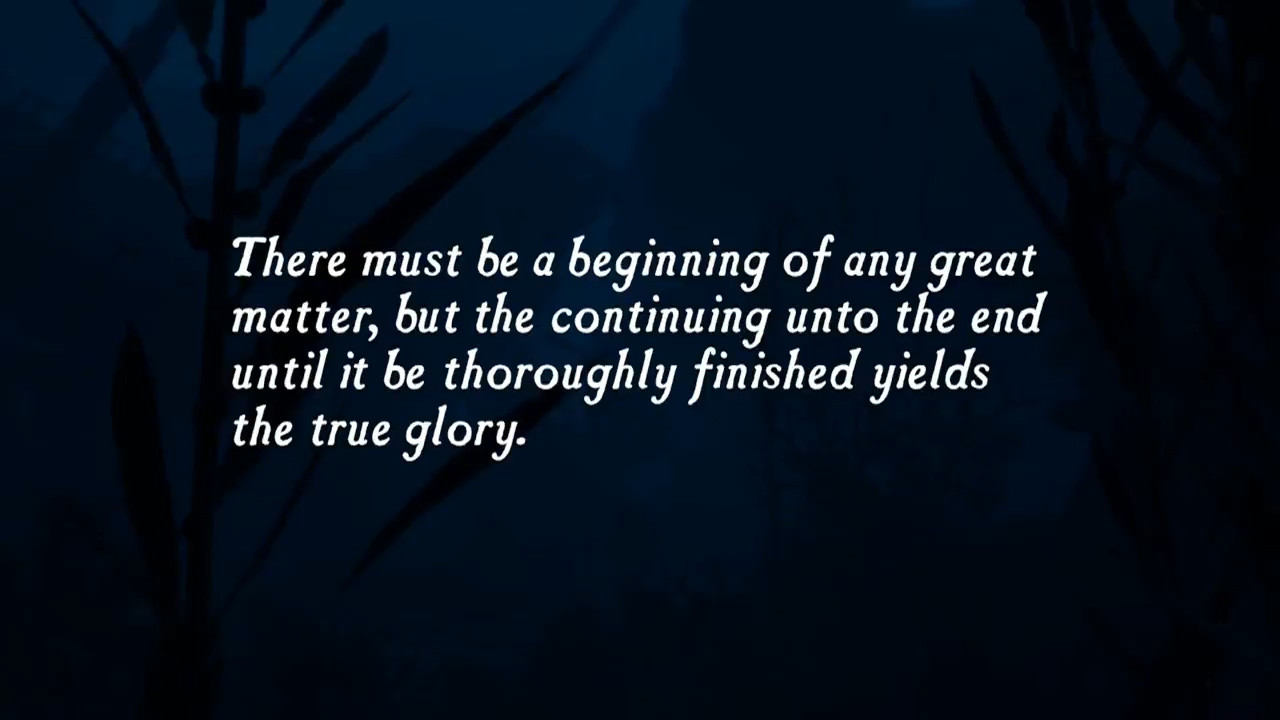 There must be a beginning of any great
matter, but the continuing unto the end
until it be thoroughly finished yields
the true glory.